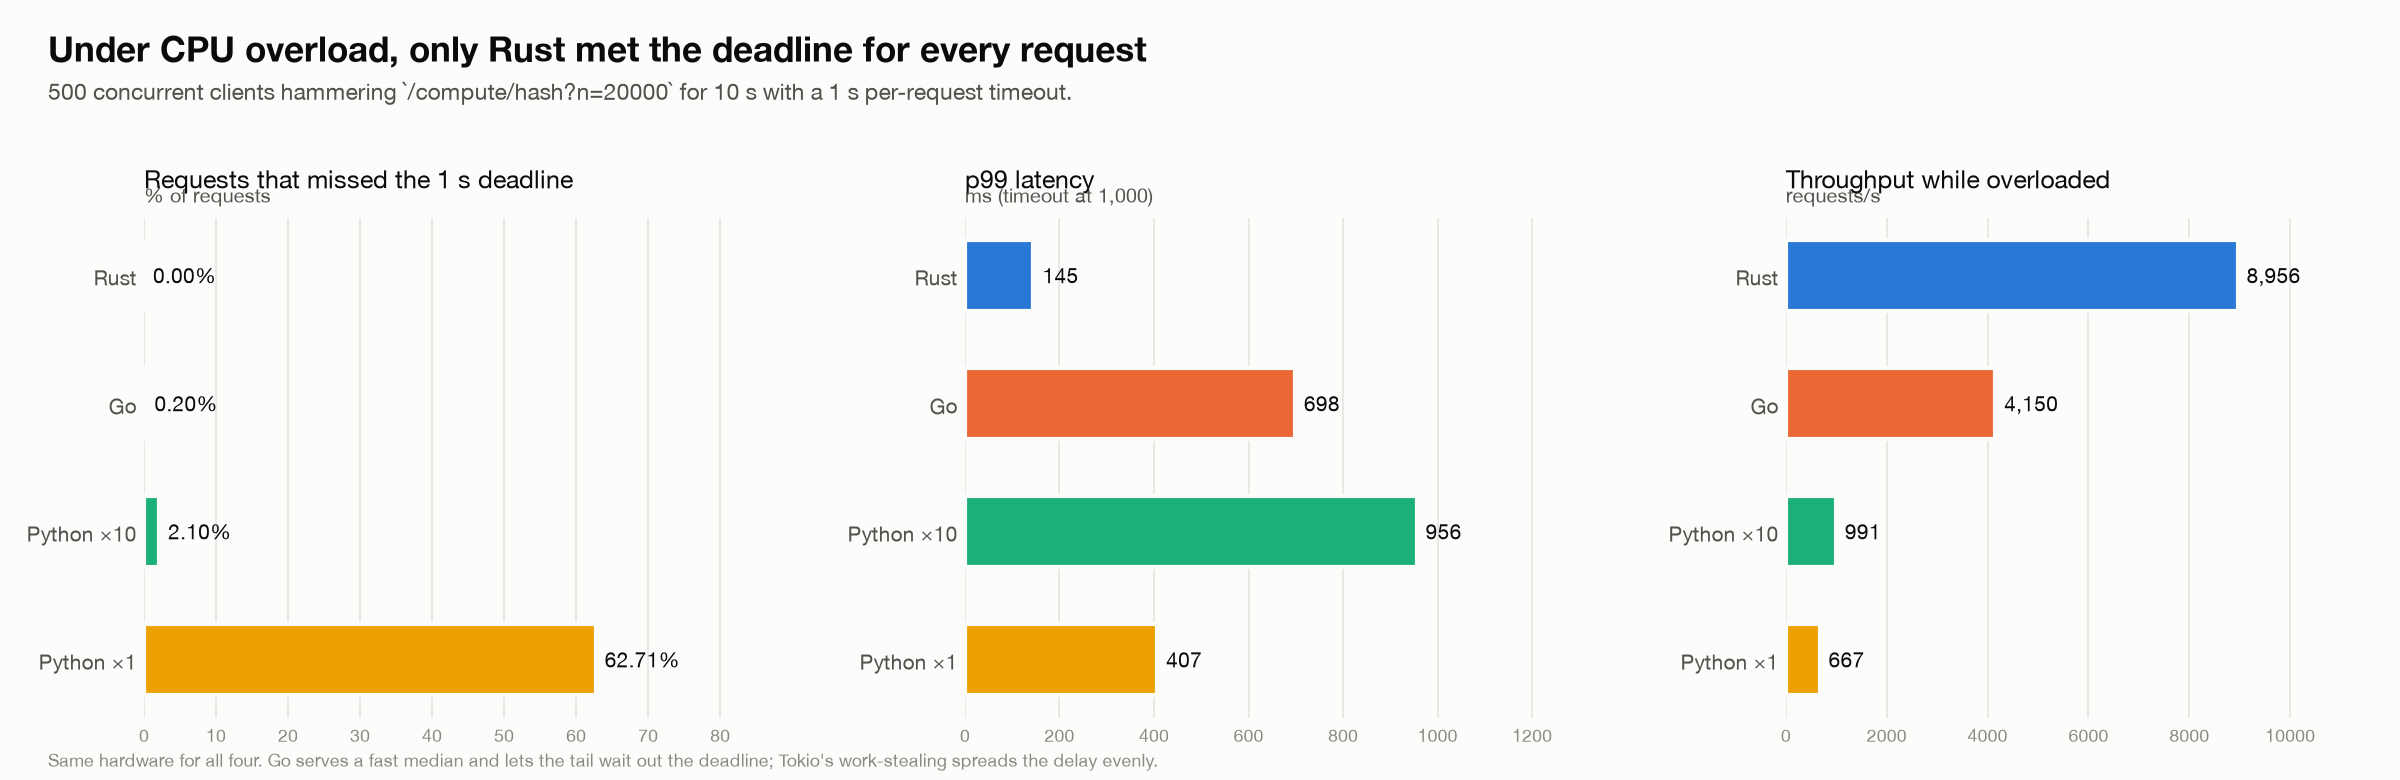 Under CPU overload, only Rust met the deadline for every request
500 concurrent clients hammering `/compute/hash?n=20000` for 10 s with a 1 s per-request timeout.
Requests that missed the 1 s deadline
% of requests
Rust 0.00%
Go 0.20%
Python ×10 2.10%
Python ×1 62.71%
0 10 20 30 40 50 60 70 80
p99 latency
ms (timeout at 1,000)
Rust 145
Go 698
Python ×10 956
Python ×1 407
0 200 400 600 800 1000 1200
Throughput while overloaded
requests/s
Rust 8,956
Go 4,150
Python ×10 991
Python ×1 667
0 2000 4000 6000 8000 10000
Same hardware for all four. Go serves a fast median and lets the tail wait out the deadline; Tokio's work-stealing spreads the delay evenly.